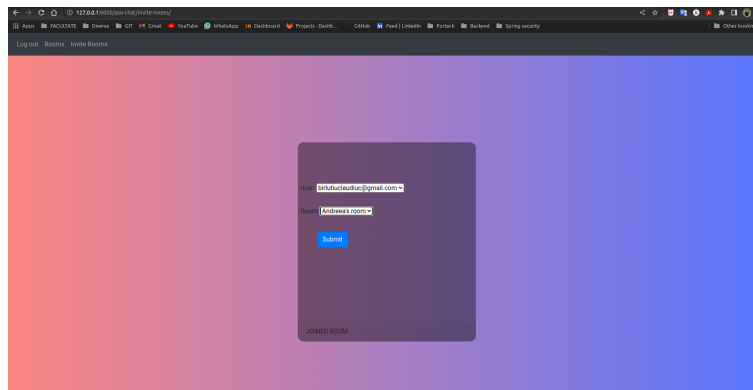 127.0.0.1:8000/aso-chat/invite-rooms/
Apps FACULTATE Diverse GIT Gmail YouTube WhatsApp Dashboard Projects · Dashb... GitHub Feed | LinkedIn Fortech Backend Spring security Other bookm
Log out Rooms Invite Rooms
User: birlutiuclaudiuc@gmail.com
Room: Andreea's room
Submit
JOINED ROOM